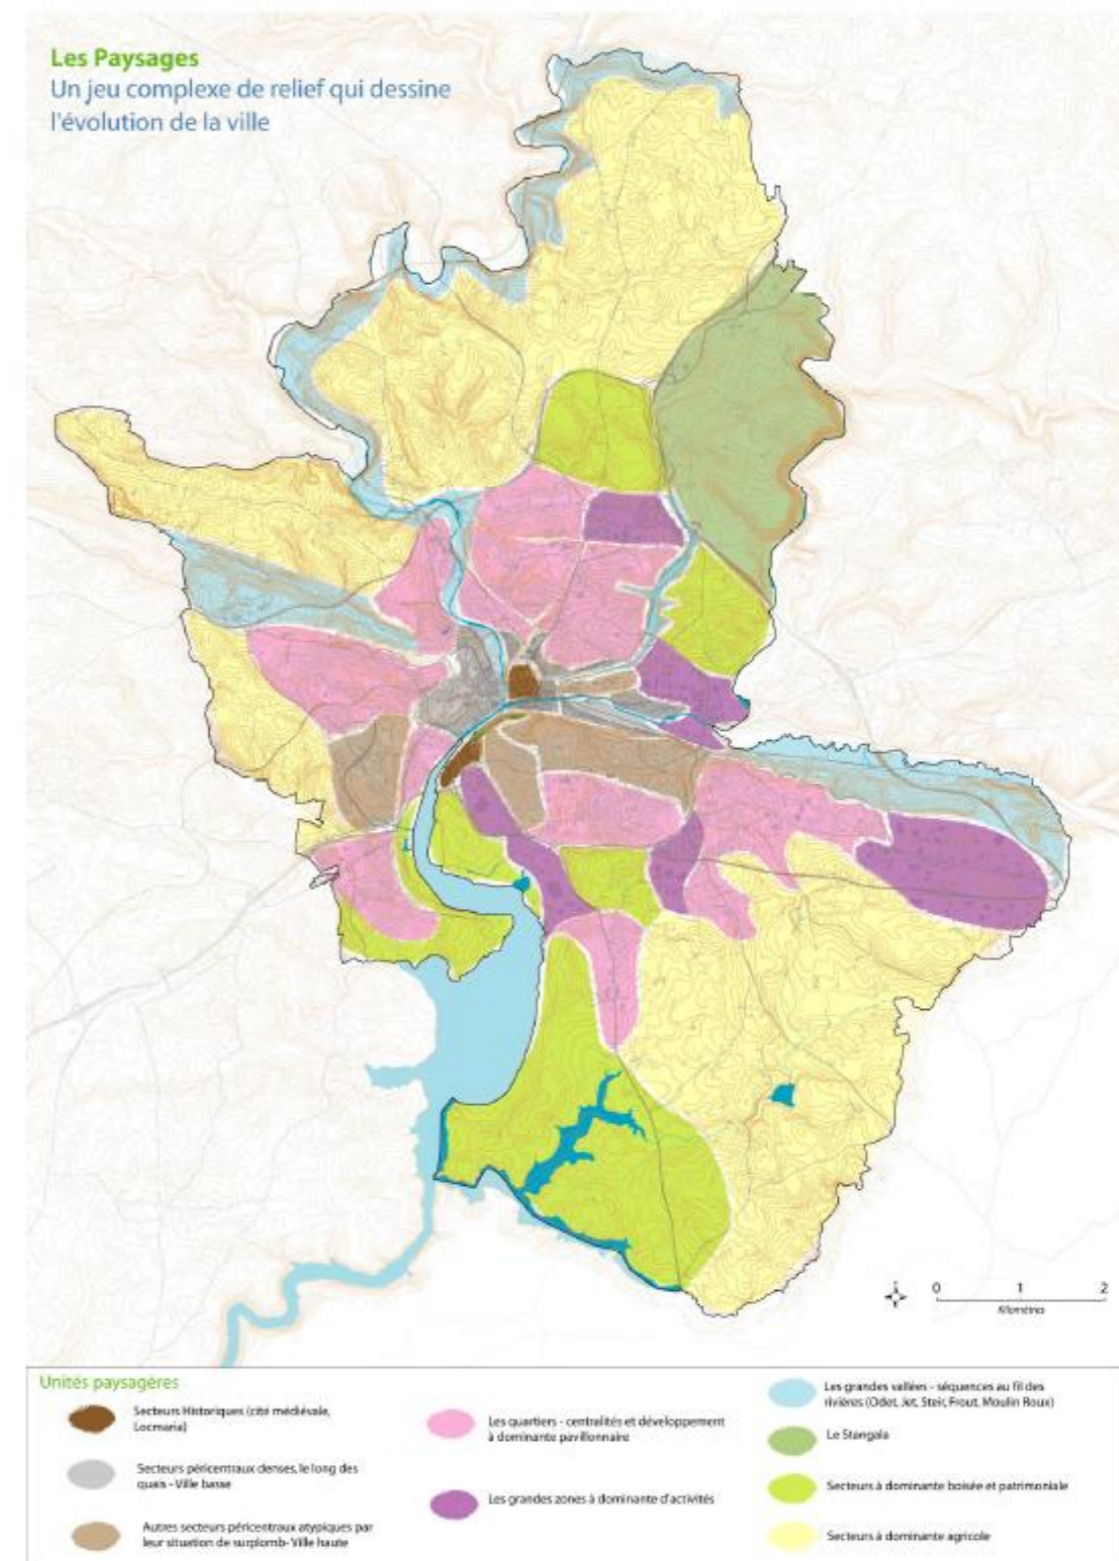 Les Paysages
Un jeu complexe de relief qui dessine
l'évolution de la ville
0 1 2
Kilomètres
Unités paysagères
Secteurs Historiques (cité médiévale,
Locmaria)
Secteurs péricentraux denses, le long des
quais - Ville basse
Autres secteurs péricentraux atypiques par
leur situation de surplomb- Ville haute
Les quartiers - centralités et développement
à dominante pavillonnaire
Les grandes zones à dominante d'activités
Les grandes vallées - séquences au fil des
rivières (Odet, Jet, Steir, Frout, Moulin Roux)
Le Stangala
Secteurs à dominante boisée et patrimoniale
Secteurs à dominante agricole